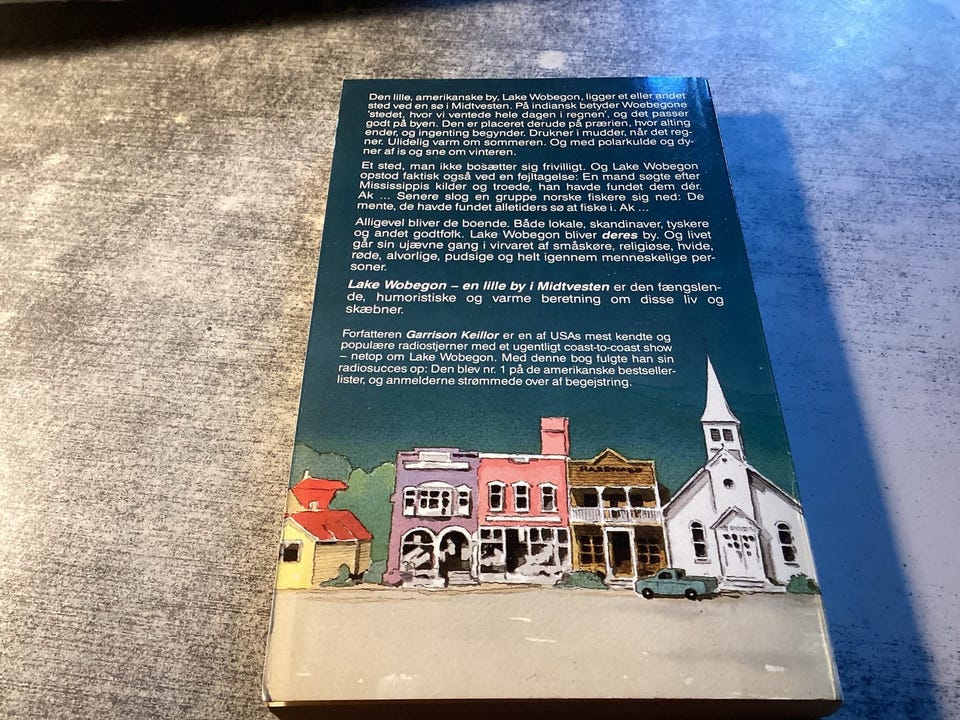 Den lille, amerikanske by, Lake Wobegon, ligger et eller andet
sted ved en sø i Midtvesten. På indiansk betyder Woebegone
'stedet, hvor vi ventede hele dagen i regnen', og det passer
godt på byen. Den er placeret derude på prærien, hvor alting
ender, og ingenting begynder. Drukner i mudder, når det reg-
ner. Ulidelig varm om sommeren. Og med polarkulde og dy-
ner af is og sne om vinteren.
Et sted, man ikke bosætter sig frivilligt. Og Lake Wobegon
opstod faktisk også ved en fejltagelse: En mand søgte efter
Mississippis kilder og troede, han havde fundet dem dér.
Ak ... Senere slog en gruppe norske fiskere sig ned: De
mente, de havde fundet alletiders sø at fiske i. Ak ...
Alligevel bliver de boende. Både lokale, skandinaver, tyskere
og andet godtfolk. Lake Wobegon bliver deres by. Og livet
går sin ujævne gang i virvaret af småskøre, religiøse, hvide,
røde, alvorlige, pudsige og helt igennem menneskelige per-
soner.
Lake Wobegon – en lille by i Midtvesten er den fængslen-
de, humoristiske og varme beretning om disse liv og
skæbner.
Forfatteren Garrison Keillor er en af USAs mest kendte og
populære radiostjerner med et ugentligt coast-to-coast show
– netop om Lake Wobegon. Med denne bog fulgte han sin
radiosucces op: Den blev nr. 1 på de amerikanske bestseller-
lister, og anmelderne strømmede over af begejstring.
HARDWARE